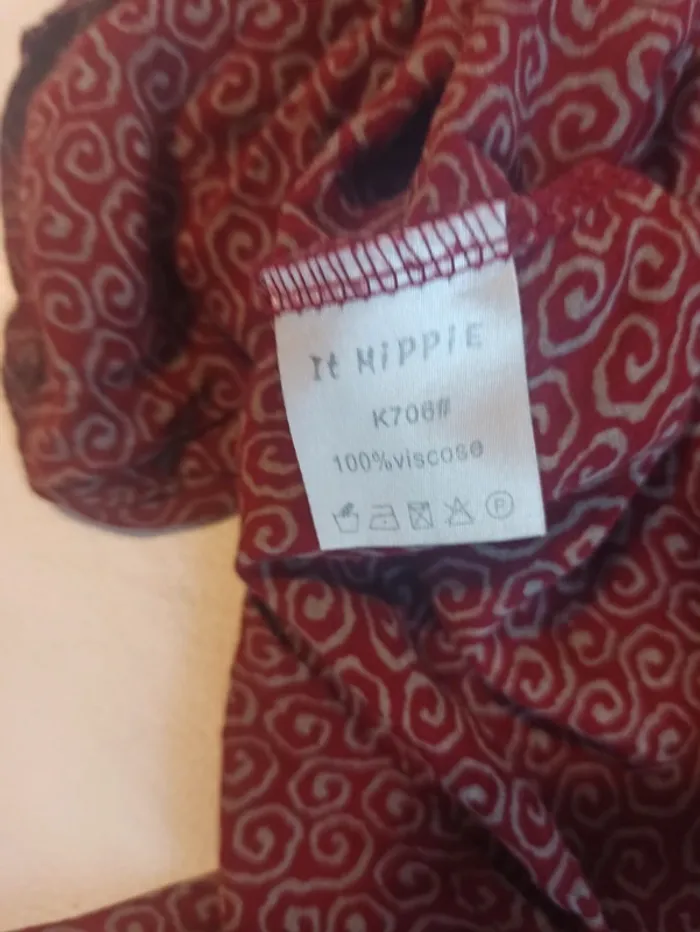 It HiPPiE
K706#
100%viscose
P